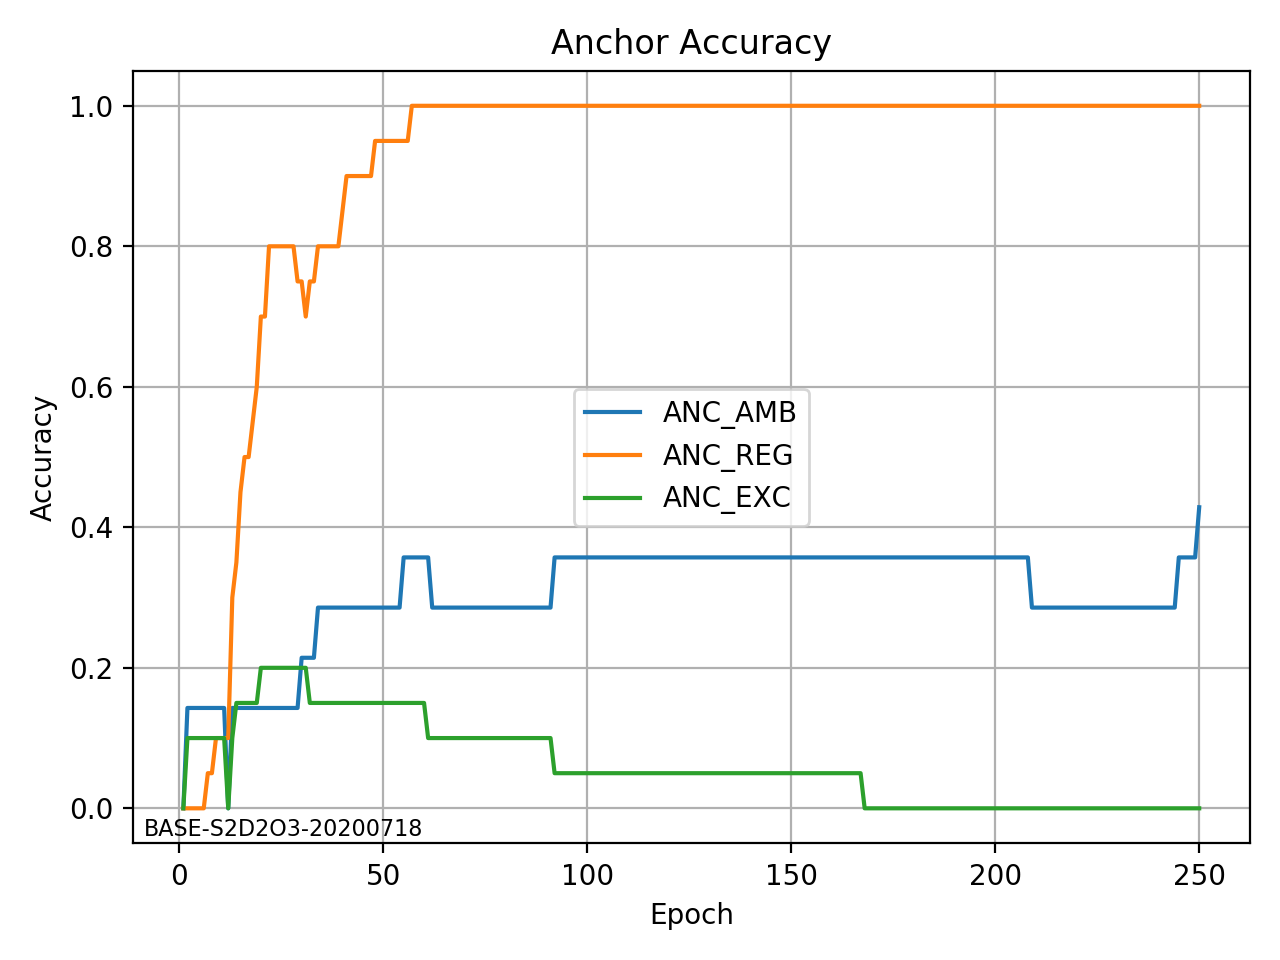 Anchor Accuracy
1.0
0.8
0.6
0.4
0.2
0.0
Accuracy
ANC_AMB
ANC_REG
ANC_EXC
BASE-S2D2O3-20200718
0 50 100 150 200 250
Epoch